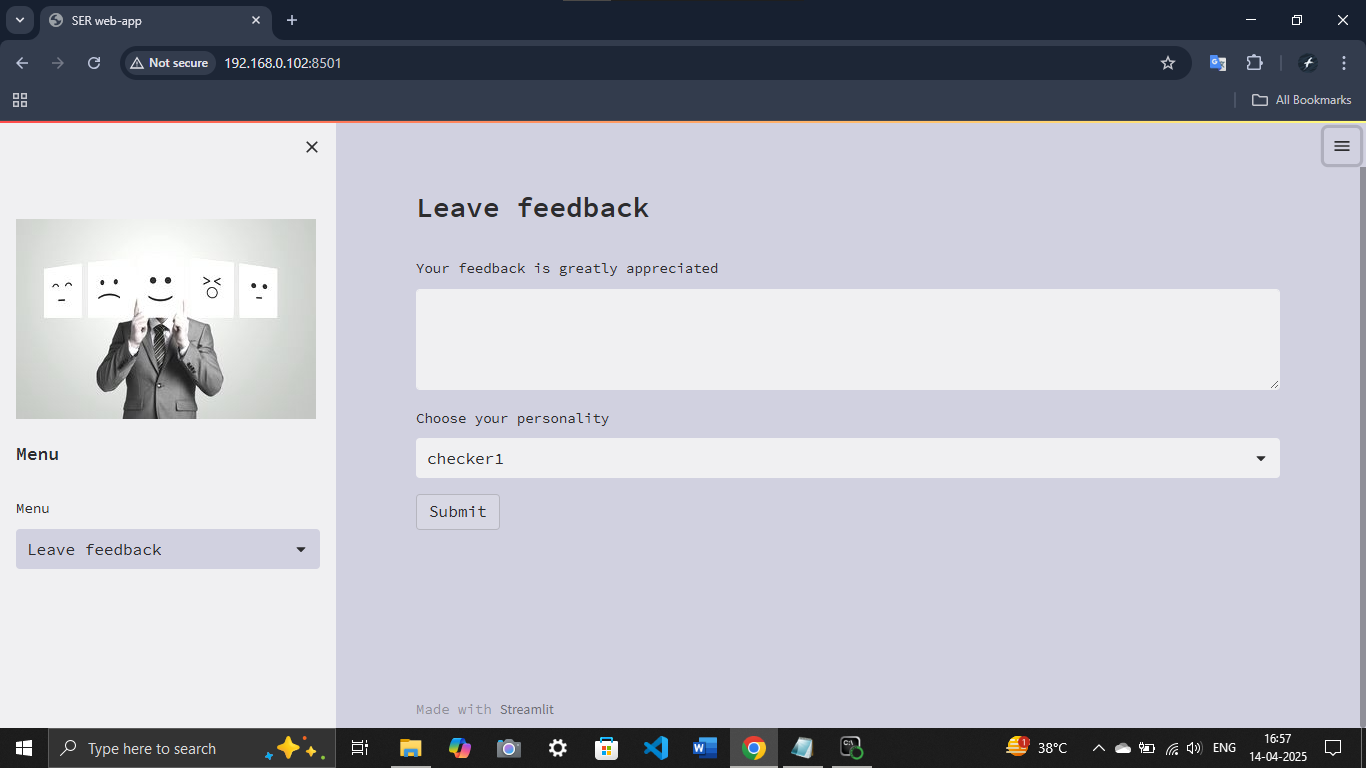 SER web-app
Not secure
192.168.0.102:8501
All Bookmarks
Menu
Menu
Leave feedback
Leave feedback
Your feedback is greatly appreciated
Choose your personality
checker1
Submit
Made with Streamlit
Type here to search
1
38°C
ENG
16:57
14-04-2025